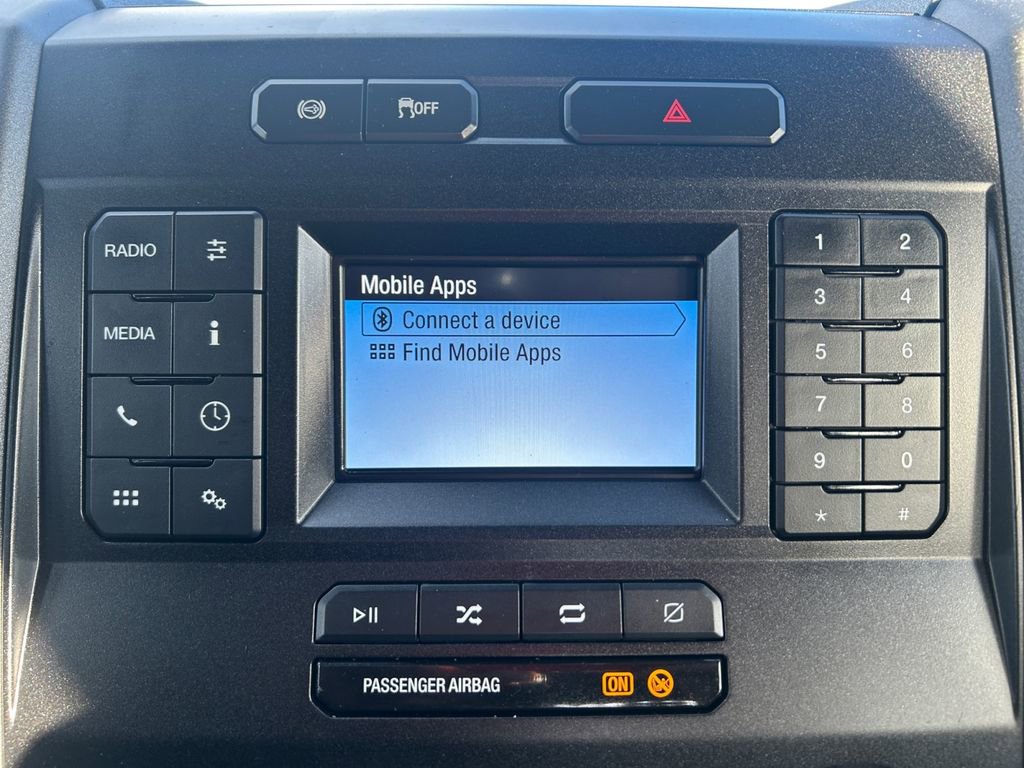 OFF
RADIO
MEDIA
Mobile Apps
Connect a device
Find Mobile Apps
1 2
3 4
5 6
7 8
9 0
* #
PASSENGER AIRBAG ON